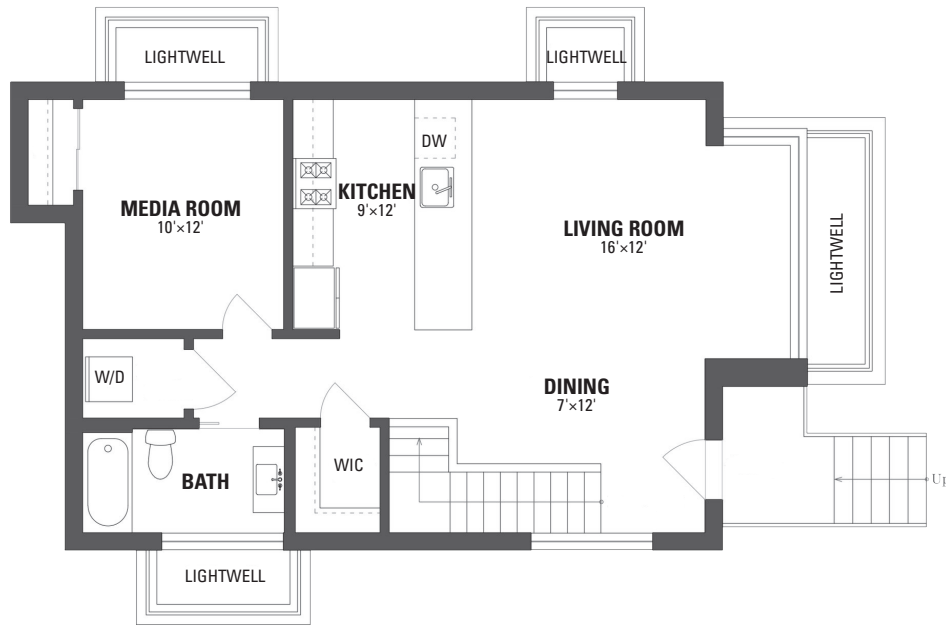 LIGHTWELL
LIGHTWELL
DW
KITCHEN
9'×12'
MEDIA ROOM
10'×12'
LIVING ROOM
16'×12'
LIGHTWELL
W/D
DINING
7'×12'
WIC
BATH
Up
LIGHTWELL